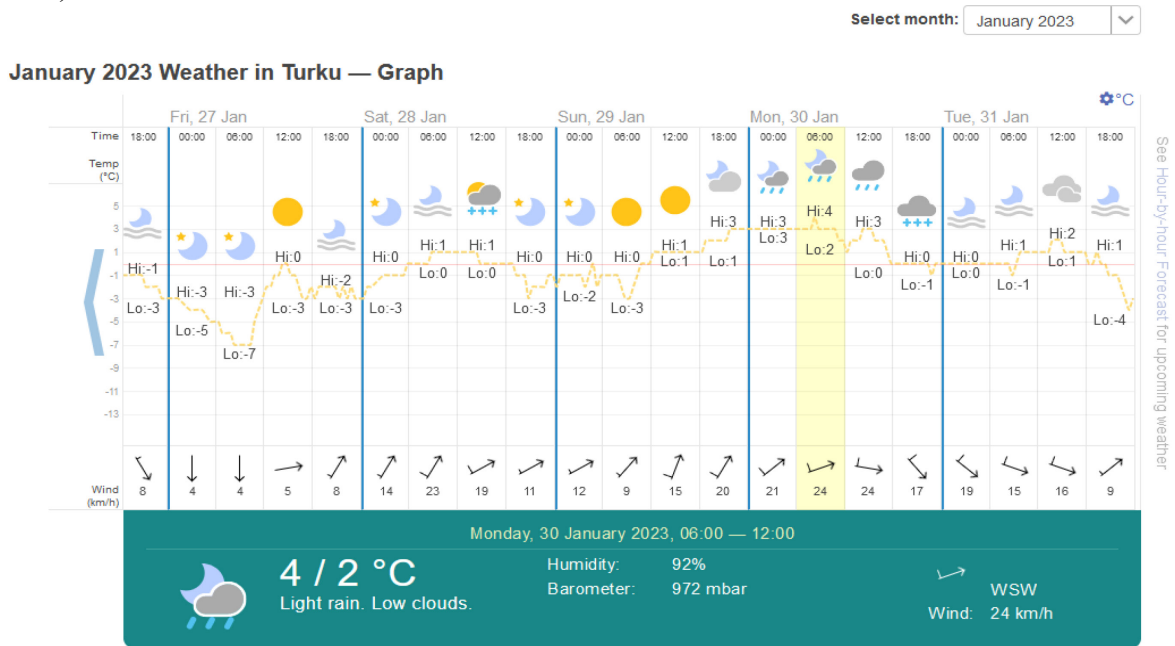 Select month: January 2023
January 2023 Weather in Turku — Graph
°C
Fri, 27 Jan Sat, 28 Jan Sun, 29 Jan Mon, 30 Jan Tue, 31 Jan
Time 18:00 00:00 06:00 12:00 18:00 00:00 06:00 12:00 18:00 00:00 06:00 12:00 18:00 00:00 06:00 12:00 18:00 00:00 06:00 12:00 18:00
Temp
(°C)
5
3
1
-1
-3
-5
-7
-9
-11
-13
Hi:-1 Hi:-3 Hi:-3 Hi:0 Hi:-2 Hi:0 Hi:1 Hi:1 Hi:0 Hi:0 Hi:0 Hi:1 Hi:3 Hi:3 Hi:4 Hi:3 Hi:0 Hi:0 Hi:1 Hi:2 Hi:1
Lo:-3 Lo:-5 Lo:-7 Lo:-3 Lo:-3 Lo:-3 Lo:0 Lo:0 Lo:-3 Lo:-2 Lo:-3 Lo:1 Lo:1 Lo:3 Lo:2 Lo:0 Lo:-1 Lo:0 Lo:-1 Lo:1 Lo:-4
Wind
(km/h)
8 4 4 5 8 14 23 19 11 12 9 15 20 21 24 24 17 19 15 16 9
See Hour-by-hour Forecast for upcoming weather
Monday, 30 January 2023, 06:00 — 12:00
4 / 2 °C
Light rain. Low clouds.
Humidity: 92%
Barometer: 972 mbar
WSW
Wind: 24 km/h